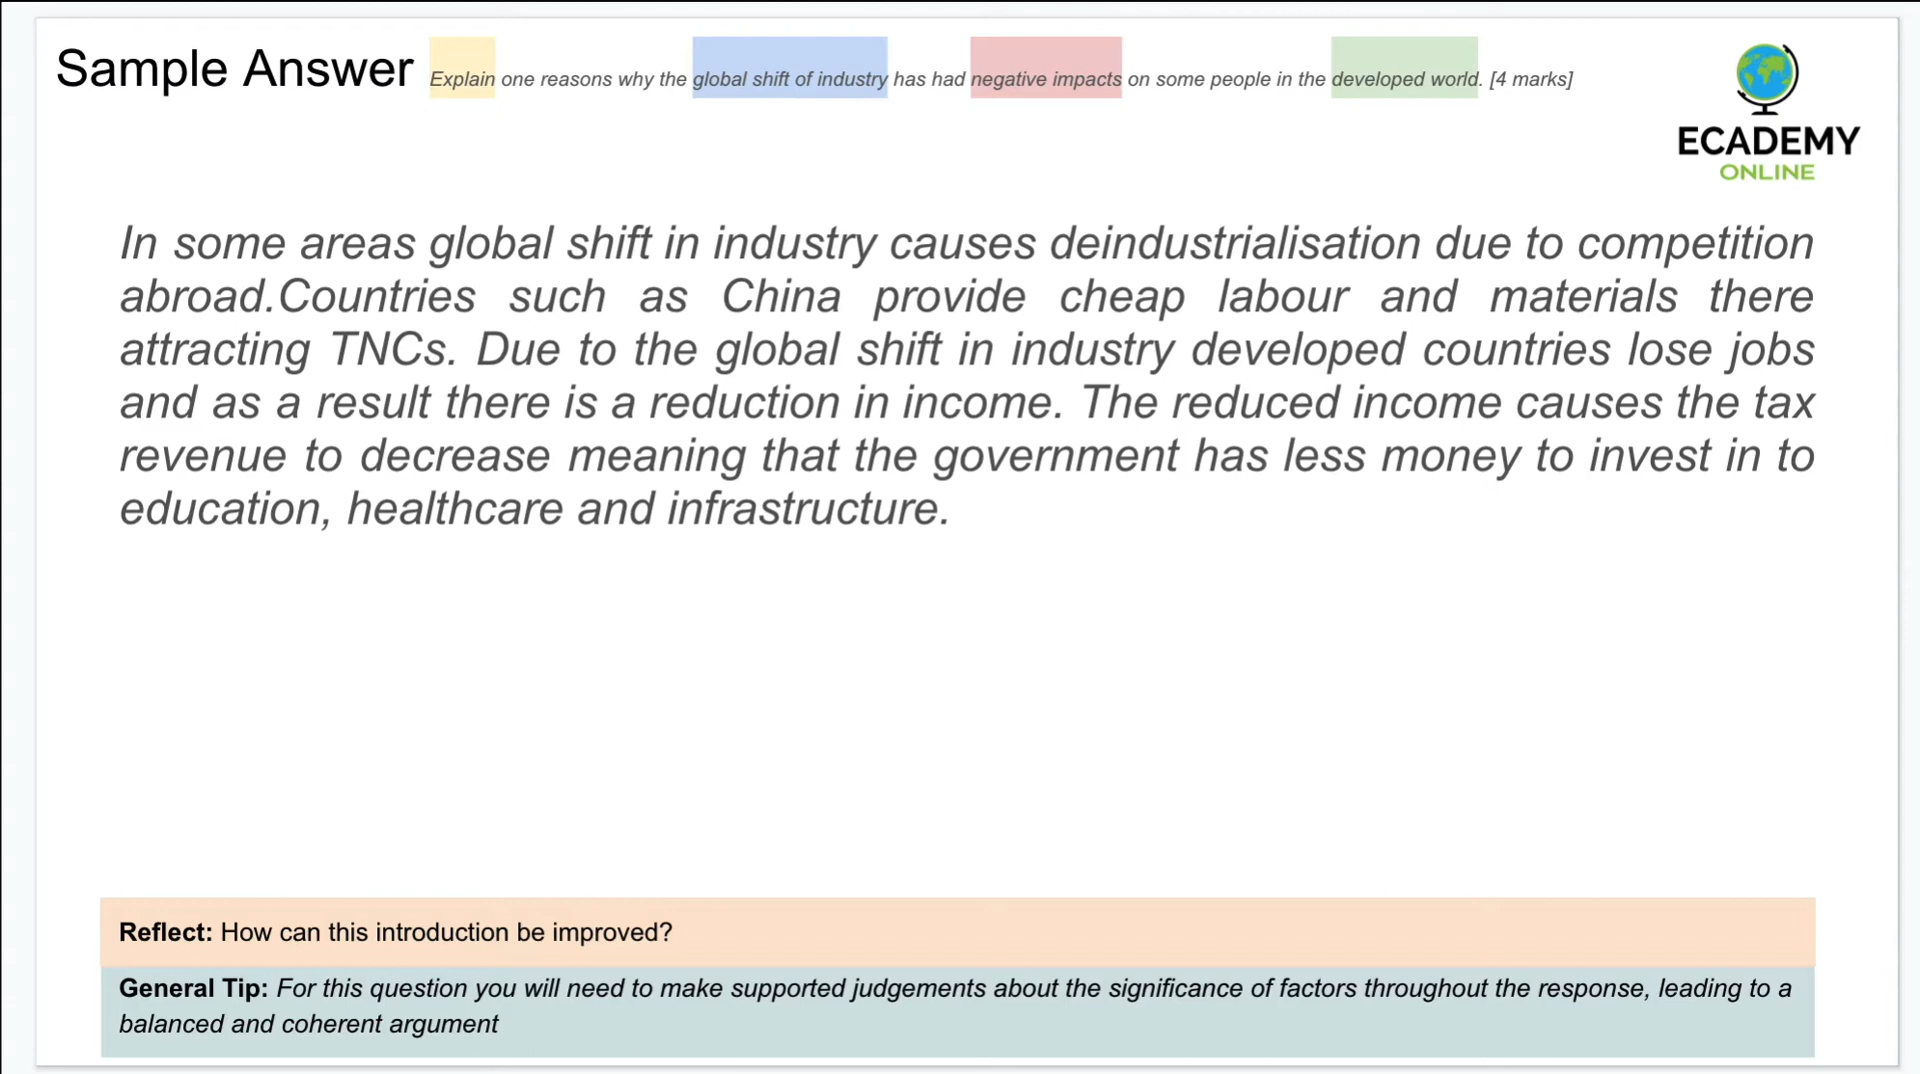 Sample Answer Explain one reasons why the global shift of industry has had negative impacts on some people in the developed world. [4 marks]
ECADEMY
ONLINE
In some areas global shift in industry causes deindustrialisation due to competition
abroad.Countries such as China provide cheap labour and materials there
attracting TNCs. Due to the global shift in industry developed countries lose jobs
and as a result there is a reduction in income. The reduced income causes the tax
revenue to decrease meaning that the government has less money to invest in to
education, healthcare and infrastructure.
Reflect: How can this introduction be improved?
General Tip: For this question you will need to make supported judgements about the significance of factors throughout the response, leading to a
balanced and coherent argument